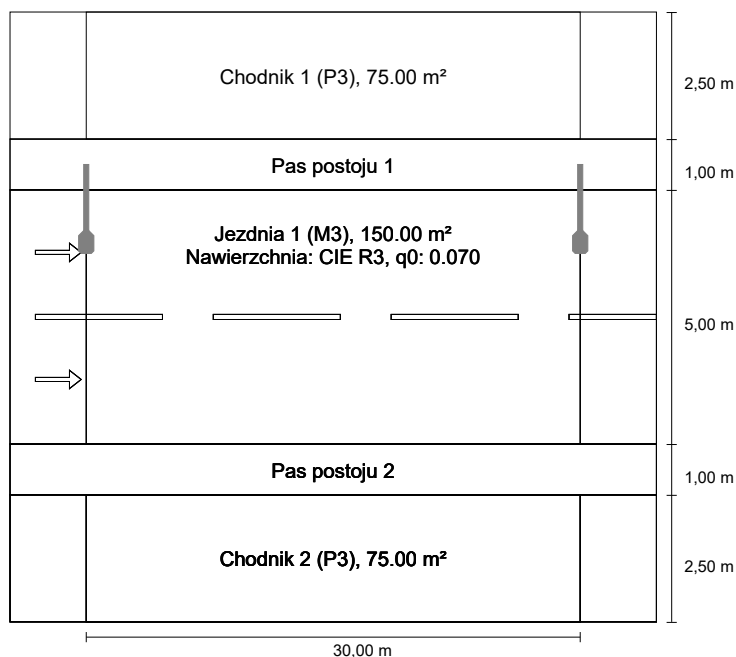 Chodnik 1 (P3), 75.00 m²
2,50 m
Pas postoju 1
1,00 m
Jezdnia 1 (M3), 150.00 m²
Nawierzchnia: CIE R3, q0: 0.070
5,00 m
Pas postoju 2
1,00 m
Chodnik 2 (P3), 75.00 m²
2,50 m
30,00 m